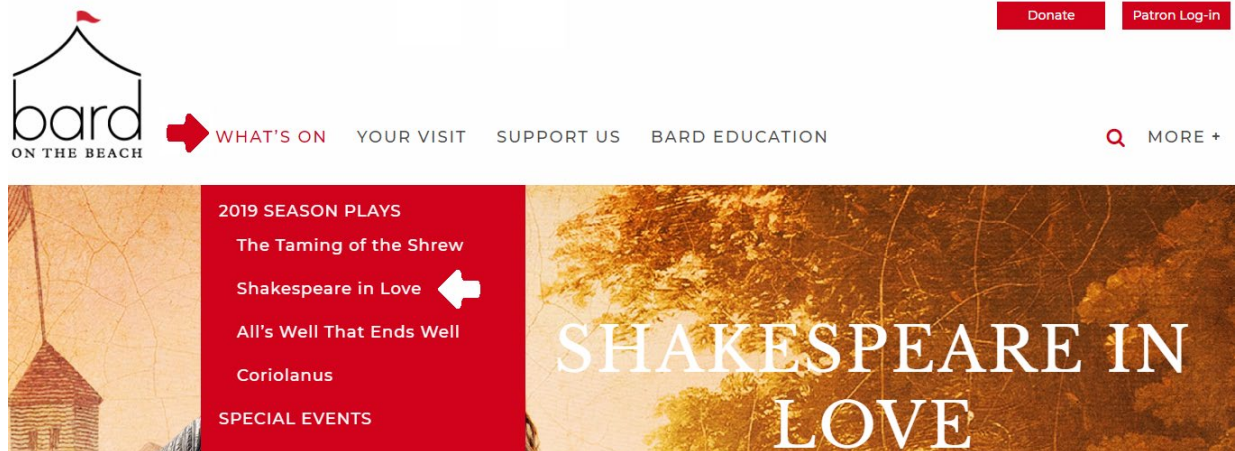 Donate
Patron Log-in
bard
ON THE BEACH
WHAT'S ON
YOUR VISIT
SUPPORT US
BARD EDUCATION
MORE +
2019 SEASON PLAYS
The Taming of the Shrew
Shakespeare in Love
All's Well That Ends Well
Coriolanus
SPECIAL EVENTS
SHAKESPEARE IN
LOVE